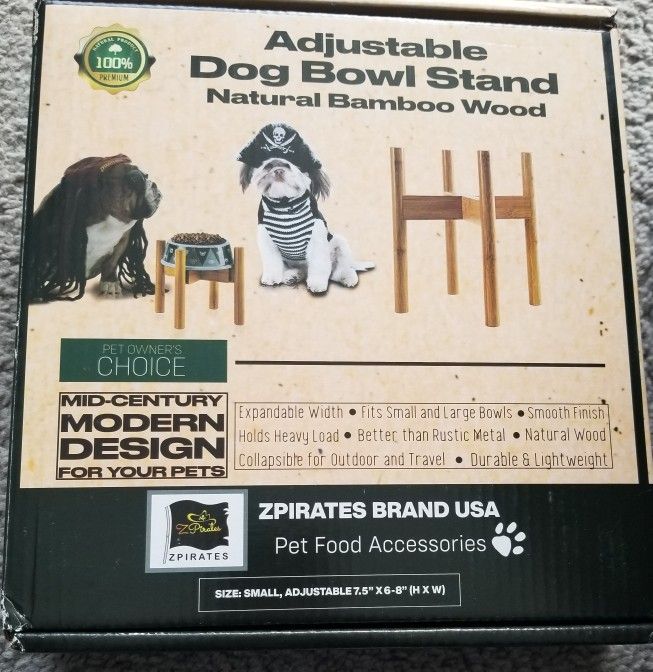 NATURAL PRODUCT
100%
PREMIUM
Adjustable
Dog Bowl Stand
Natural Bamboo Wood
PET OWNER'S
CHOICE
MID-CENTURY
MODERN
DESIGN
FOR YOUR PETS
Expandable Width • Fits Small and Large Bowls • Smooth Finish
Holds Heavy Load • Better than Rustic Metal • Natural Wood
Collapsible for Outdoor and Travel • Durable & Lightweight
Z Pirates
ZPIRATES
ZPIRATES BRAND USA
Pet Food Accessories
SIZE: SMALL, ADJUSTABLE 7.5" X 6-8" (H X W)